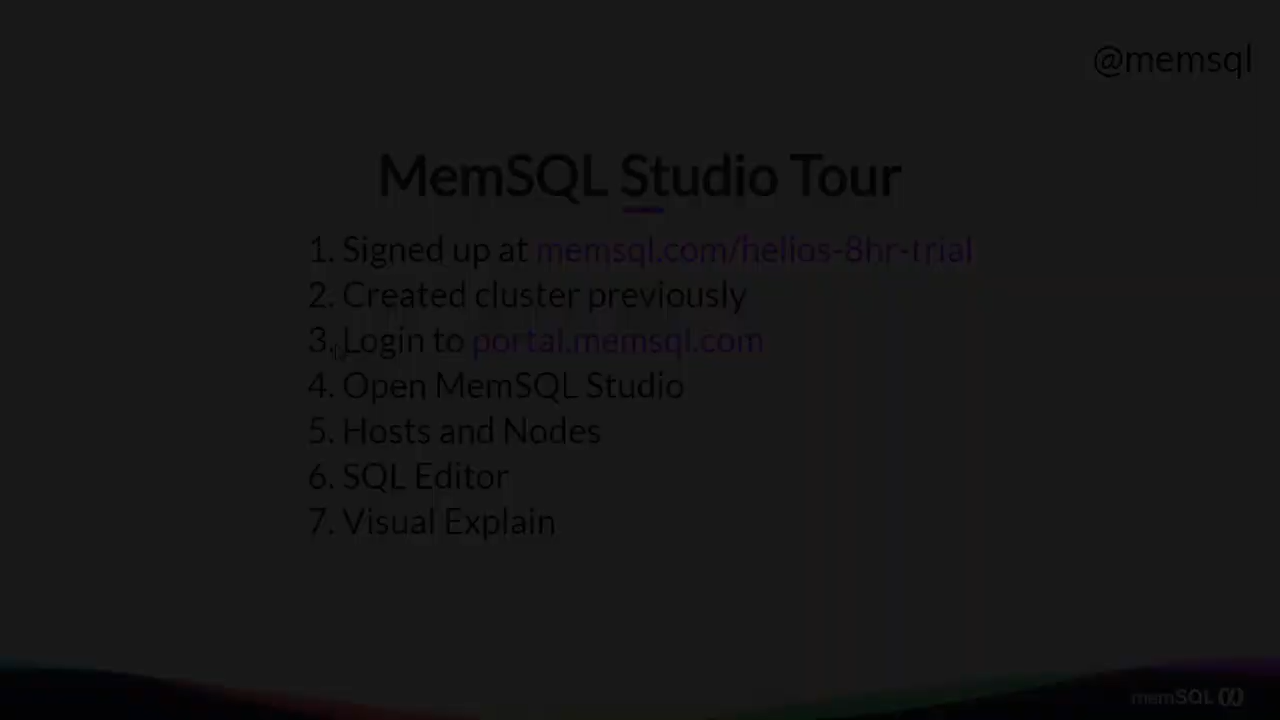 @memsql
MemSQL Studio Tour
1. Signed up at memsql.com/helios-8hr-trial
2. Created cluster previously
3. Login to portal.memsql.com
4. Open MemSQL Studio
5. Hosts and Nodes
6. SQL Editor
7. Visual Explain
memSQL